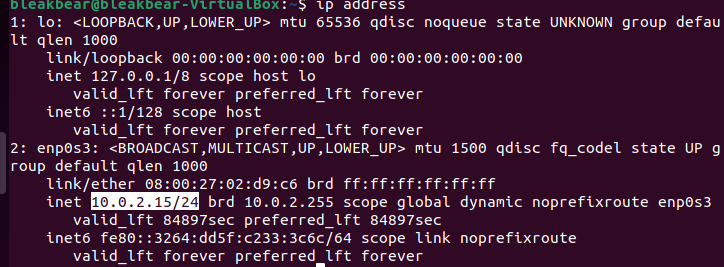 bleakbear@bleakbear-VirtualBox:~$ ip address
1: lo: <LOOPBACK,UP,LOWER_UP> mtu 65536 qdisc noqueue state UNKNOWN group defau
lt qlen 1000
    link/loopback 00:00:00:00:00:00 brd 00:00:00:00:00:00
    inet 127.0.0.1/8 scope host lo
       valid_lft forever preferred_lft forever
    inet6 ::1/128 scope host
       valid_lft forever preferred_lft forever
2: enp0s3: <BROADCAST,MULTICAST,UP,LOWER_UP> mtu 1500 qdisc fq_codel state UP g
roup default qlen 1000
    link/ether 08:00:27:02:d9:c6 brd ff:ff:ff:ff:ff:ff
    inet 10.0.2.15/24 brd 10.0.2.255 scope global dynamic noprefixroute enp0s3
       valid_lft 84897sec preferred_lft 84897sec
    inet6 fe80::3264:dd5f:c233:3c6c/64 scope link noprefixroute
       valid_lft forever preferred_lft forever